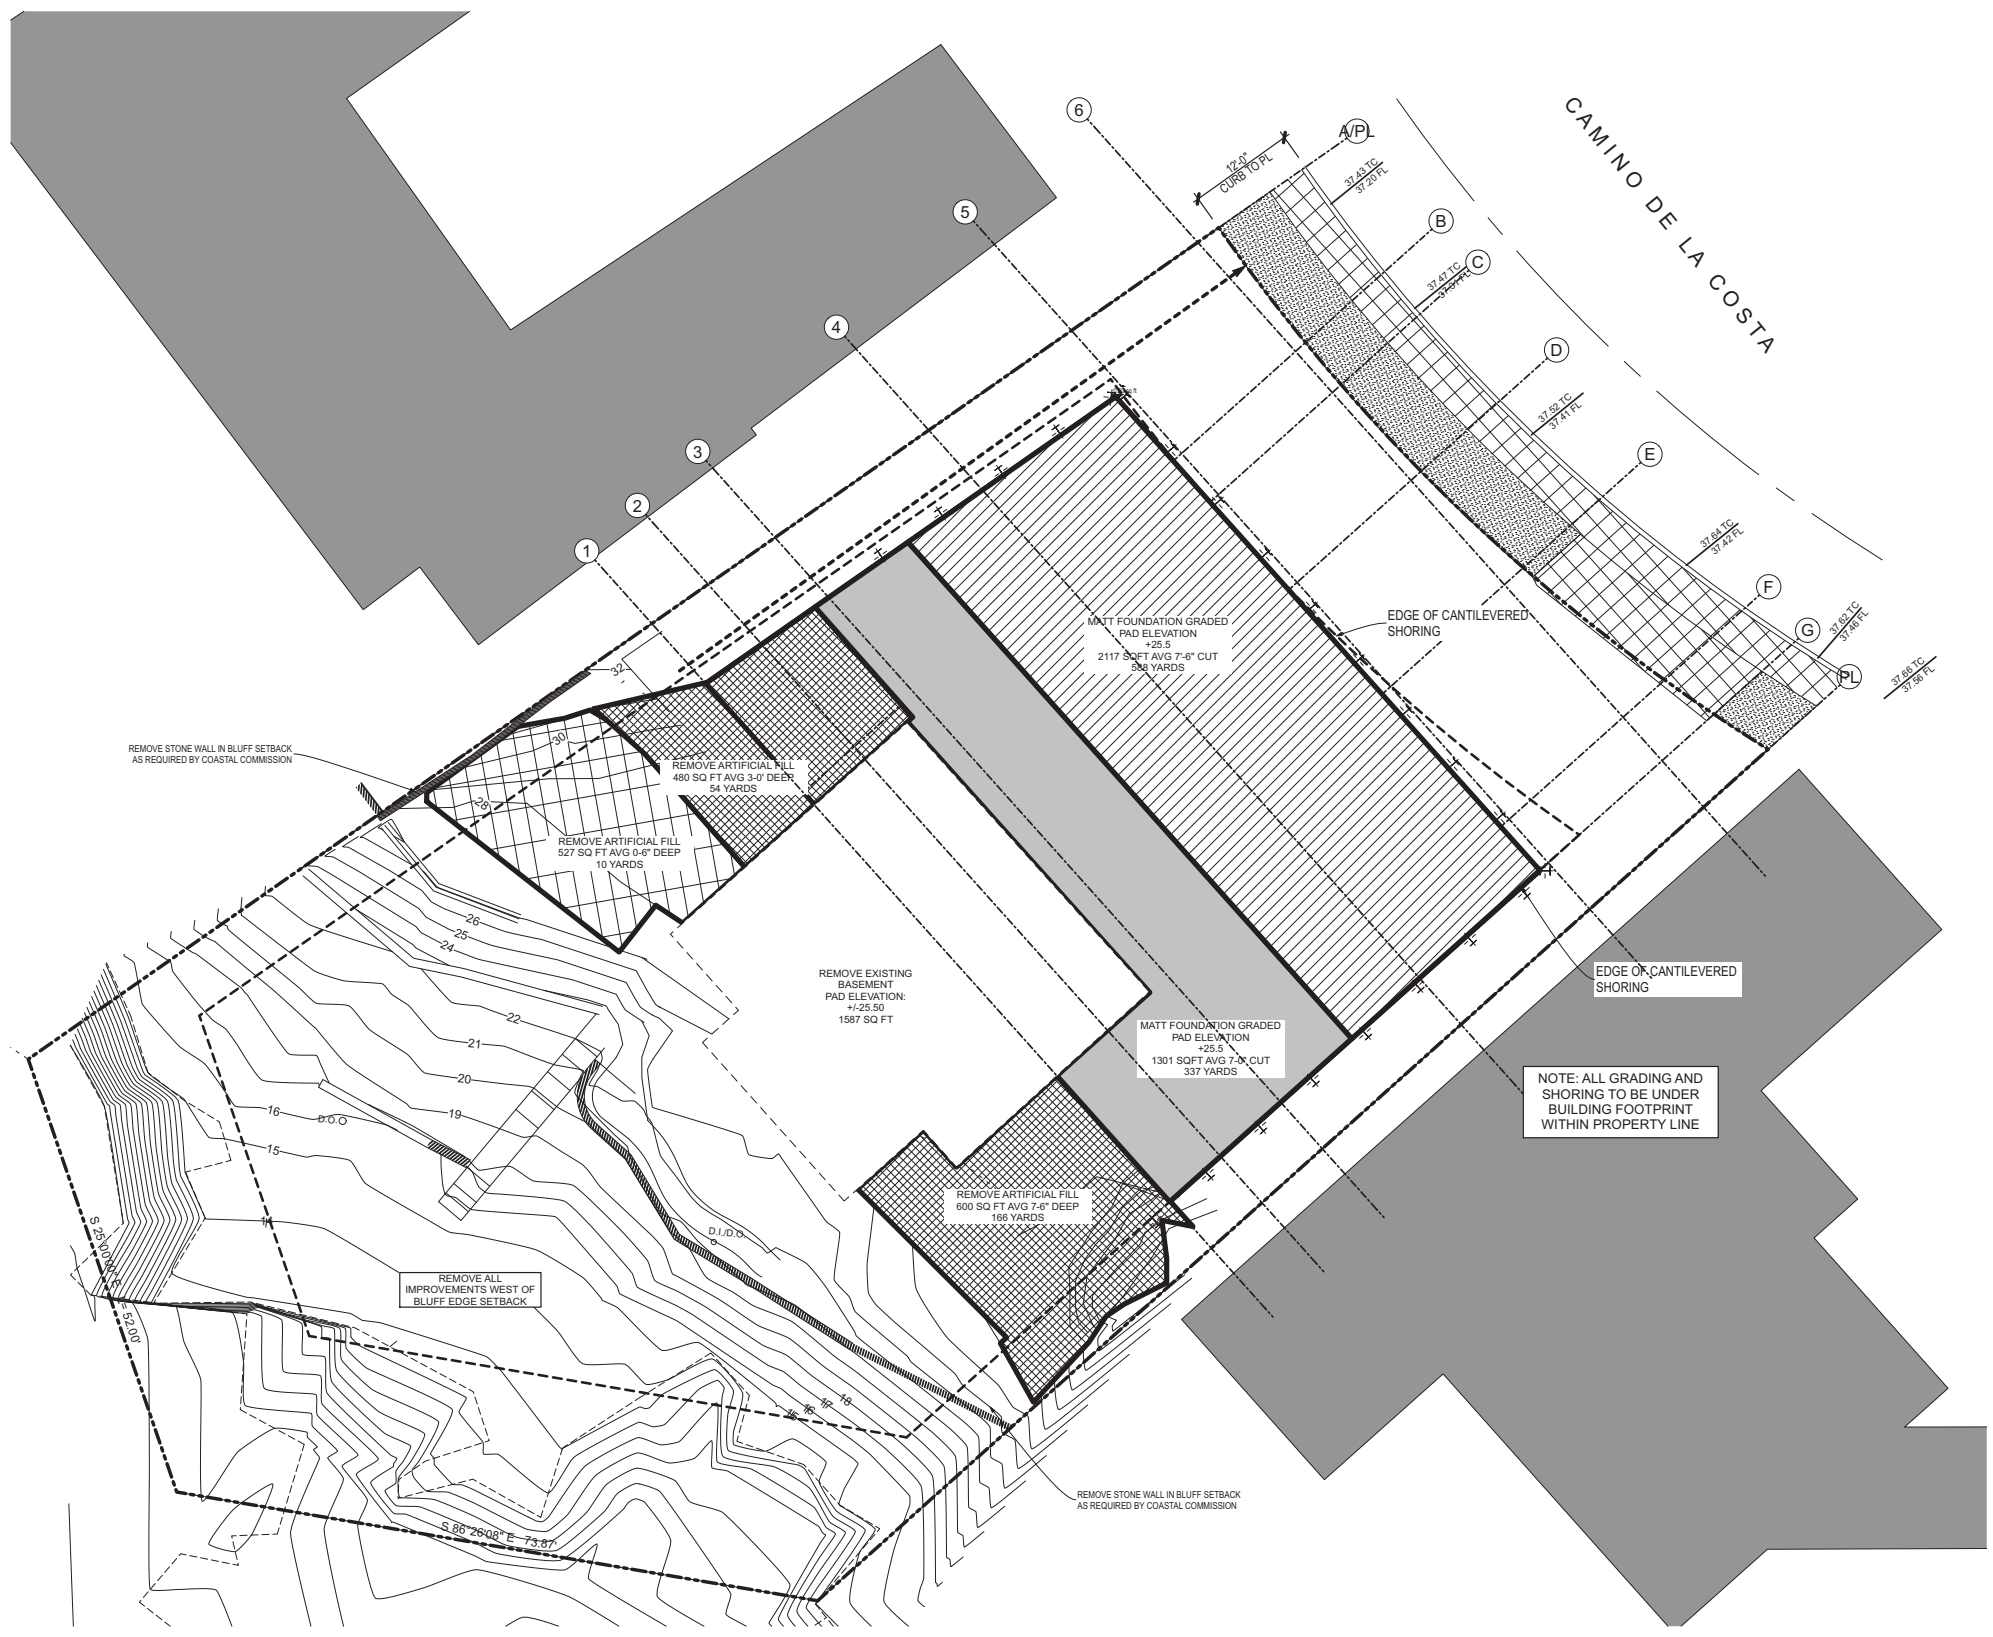 CAMINO DE LA COSTA
6
A/PL
12'-0"
CURB TO PL
37.43 TC
37.20 FL
5
B
C
37.47 TC
4
D
37.52 TC
37.41 FL
3
E
2
37.64 TC
37.42 FL
1
F
G
37.62 TC
37.46 FL
PL
37.66 TC
37.56 FL
EDGE OF CANTILEVERED
SHORING
MATT FOUNDATION GRADED
PAD ELEVATION
+25.5
2117 SQFT AVG 7'-6" CUT
588 YARDS
32
30
28
REMOVE STONE WALL IN BLUFF SETBACK
AS REQUIRED BY COASTAL COMMISSION
REMOVE ARTIFICIAL FILL
480 SQ FT AVG 3-0' DEEP
54 YARDS
REMOVE ARTIFICIAL FILL
527 SQ FT AVG 0-6" DEEP
10 YARDS
26
25
24
22
21
20
19
16
15
14
D.O.
REMOVE EXISTING
BASEMENT
PAD ELEVATION:
+/-25.50
1587 SQ FT
EDGE OF CANTILEVERED
SHORING
MATT FOUNDATION GRADED
PAD ELEVATION
+25.5
1301 SQFT AVG 7-0" CUT
337 YARDS
NOTE: ALL GRADING AND
SHORING TO BE UNDER
BUILDING FOOTPRINT
WITHIN PROPERTY LINE
REMOVE ARTIFICIAL FILL
600 SQ FT AVG 7-6" DEEP
166 YARDS
D.I./D.O.
S 25°00'00" E
52.00'
REMOVE ALL
IMPROVEMENTS WEST OF
BLUFF EDGE SETBACK
15
16
17
18
REMOVE STONE WALL IN BLUFF SETBACK
AS REQUIRED BY COASTAL COMMISSION
S 86°26'08" E 73.87'